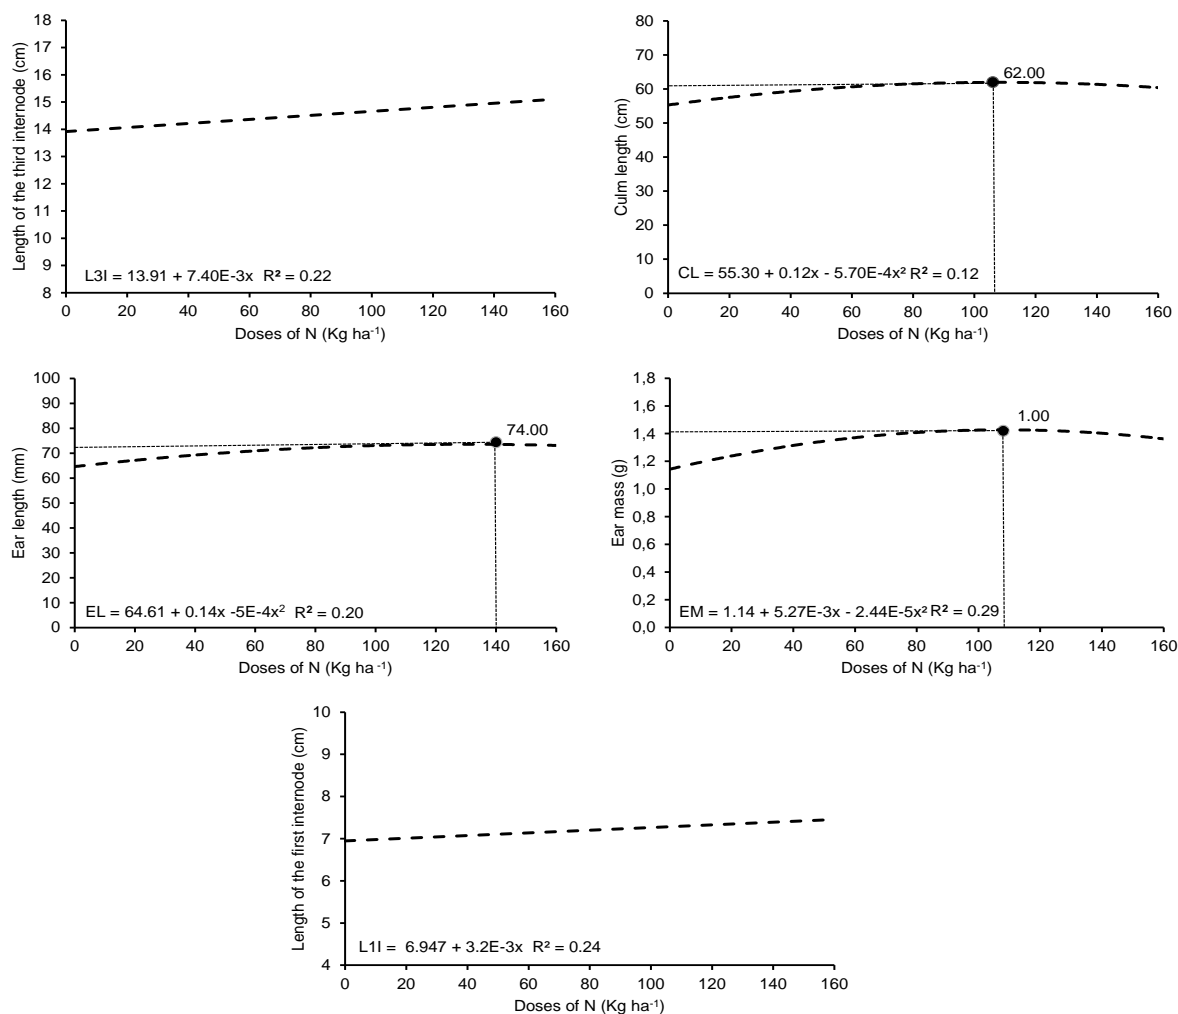 Length of the third internode (cm)
18
17
16
15
14
13
12
11
10
9
8
L3I = 13.91 + 7.40E-3x R² = 0.22
0 20 40 60 80 100 120 140 160
Doses of N (Kg ha⁻¹)
Culm length (cm)
80
70
60
50
40
30
20
10
0
62.00
CL = 55.30 + 0.12x - 5.70E-4x² R² = 0.12
0 20 40 60 80 100 120 140 160
Doses of N (Kg ha⁻¹)
Ear length (mm)
100
90
80
70
60
50
40
30
20
10
0
74.00
EL = 64.61 + 0.14x -5E-4x² R² = 0.20
0 20 40 60 80 100 120 140 160
Doses of N (Kg ha⁻¹)
Ear mass (g)
1,8
1,6
1,4
1,2
1,0
0,8
0,6
0,4
0,2
0,0
1.00
EM = 1.14 + 5.27E-3x - 2.44E-5x² R² = 0.29
0 20 40 60 80 100 120 140 160
Doses of N (Kg ha⁻¹)
Length of the first internode (cm)
10
9
8
7
6
5
4
L1I = 6.947 + 3.2E-3x R² = 0.24
0 20 40 60 80 100 120 140 160
Doses of N (Kg ha⁻¹)